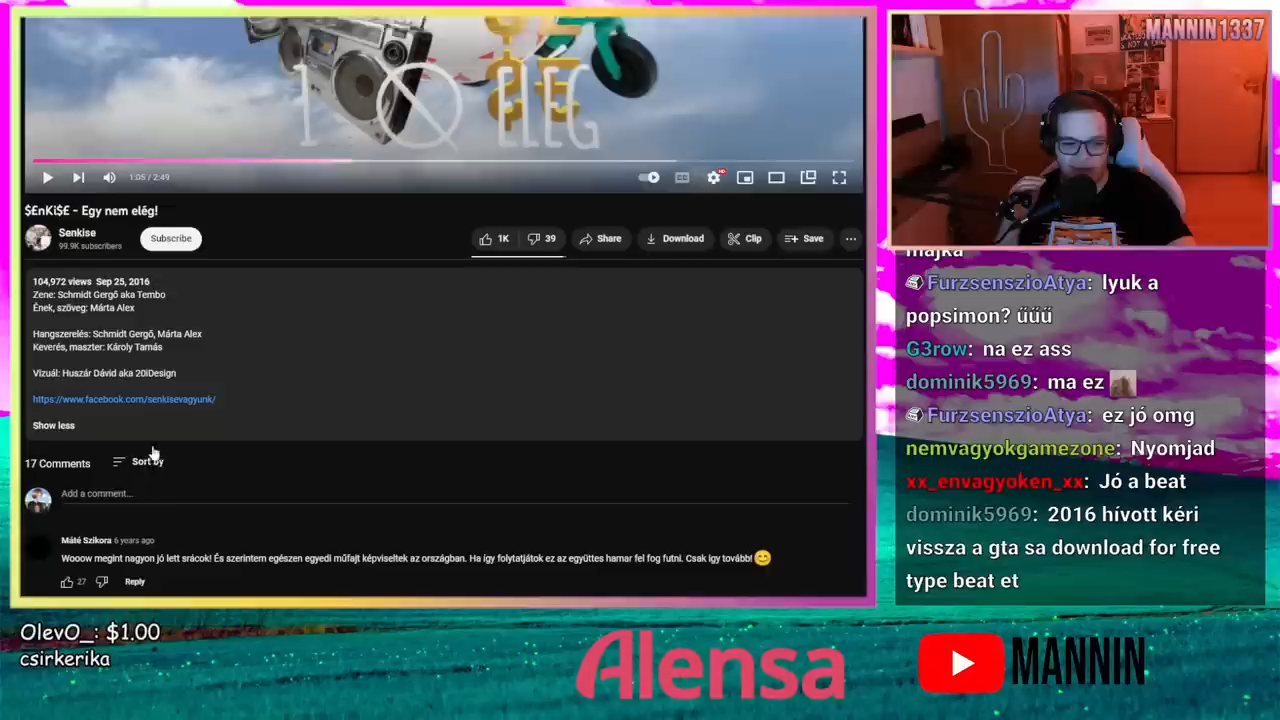 1 ELÉG
1:05 / 2:49
$£nKi$£ - Egy nem elég!
Senkise
99.9K subscribers
Subscribe
1K
39
Share
Download
Clip
Save
104,972 views Sep 25, 2016
Zene: Schmidt Gergő aka Tembo
Ének, szöveg: Márta Alex
Hangszerelés: Schmidt Gergő, Márta Alex
Keverés, maszter: Károly Tamás
Vizuál: Huszár Dávid aka 20iDesign
https://www.facebook.com/senkisevagyunk/
Show less
17 Comments
Sort by
Add a comment...
Máté Szikora 6 years ago
Wooow megint nagyon jó lett srácok! És szerintem egészen egyedi műfajt képviseltek az országban. Ha így folytatjátok ez az együttes hamar fel fog futni. Csak igy tovább!😊
27
Reply
MANNIN1337
majka
FurzsenszioAtya: lyuk a
popsimon? űűű
G3row: na ez ass
dominik5969: ma ez
FurzsenszioAtya: ez jó omg
nemvagyokgamezone: Nyomjad
xx_envagyoken_xx: Jó a beat
dominik5969: 2016 hívott kéri
vissza a gta sa download for free
type beat et
OlevO_: $1.00
csirkerika
Alensa
MANNIN